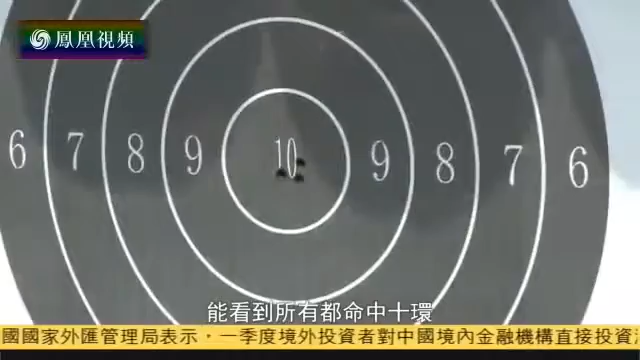 鳳凰視頻
6 7 8 9 10 9 8 7 6
能看到所有都命中十環
國國家外匯管理局表示，一季度境外投資者對中國境內金融機構直接投資